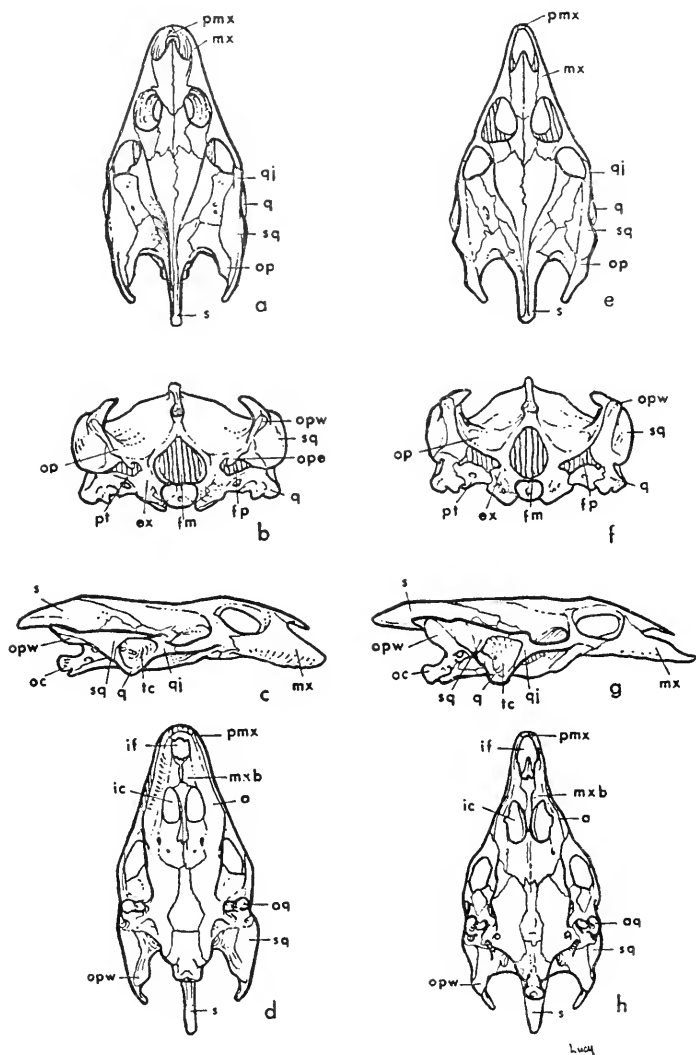 pmx
mx
qj
q
sq
op
s
a
pmx
mx
qj
q
sq
op
s
e
opw
sq
ope
q
op
pt
ex
fm
fp
b
opw
sq
q
op
pt
ex
fm
fp
f
s
opw
oc
sq
q
tc
qj
mx
c
s
opw
oc
sq
q
tc
qj
mx
g
pmx
if
mxb
ic
a
aq
sq
opw
s
d
pmx
if
mxb
ic
a
aq
sq
opw
s
h
Lucy